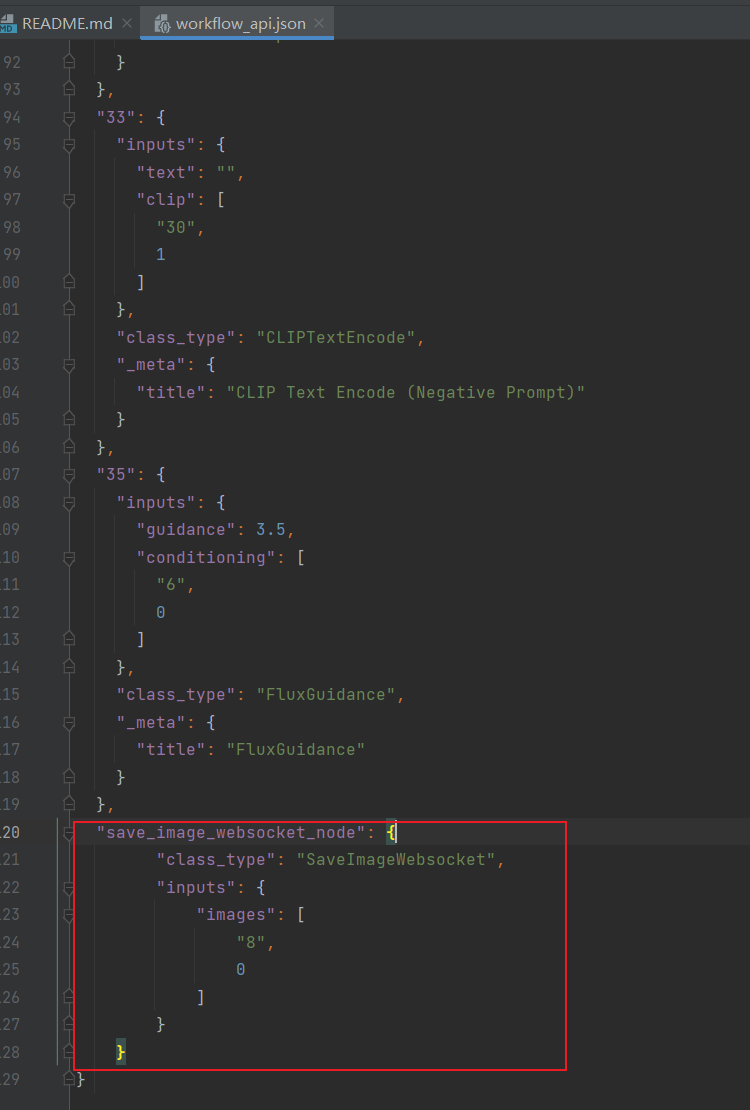 MD README.md × workflow_api.json ×
92 }
93 },
94 "33": {
95 "inputs": {
96 "text": "",
97 "clip": [
98 "30",
99 1
00 ]
01 },
02 "class_type": "CLIPTextEncode",
03 "_meta": {
04 "title": "CLIP Text Encode (Negative Prompt)"
05 }
06 },
07 "35": {
08 "inputs": {
09 "guidance": 3.5,
10 "conditioning": [
11 "6",
12 0
13 ]
14 },
15 "class_type": "FluxGuidance",
16 "_meta": {
17 "title": "FluxGuidance"
18 }
19 },
20 "save_image_websocket_node": {
21 "class_type": "SaveImageWebsocket",
22 "inputs": {
23 "images": [
24 "8",
25 0
26 ]
27 }
28 }
29 }